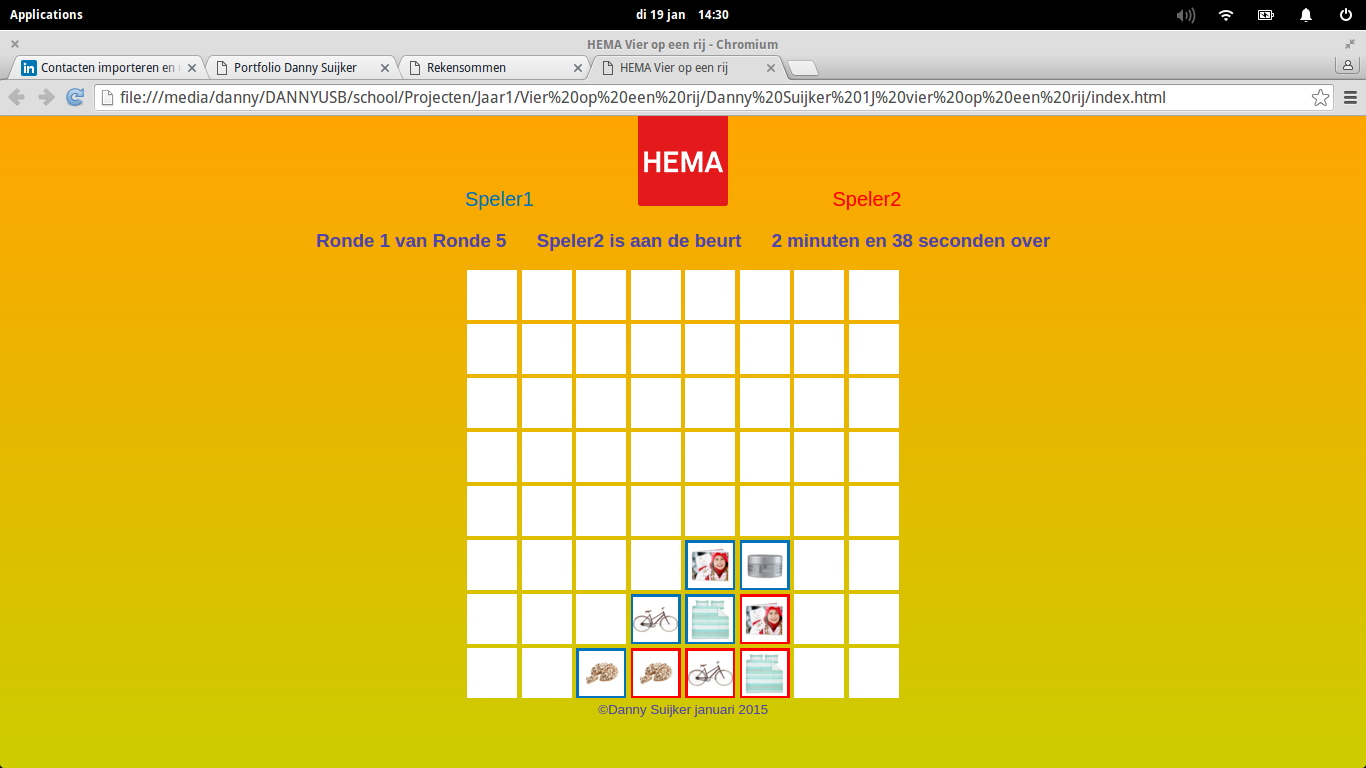 Applications
di 19 jan 14:30
HEMA Vier op een rij - Chromium
in Contacten importeren en
Portfolio Danny Suijker
Rekensommen
HEMA Vier op een rij
file:///media/danny/DANNYUSB/school/Projecten/Jaar1/Vier%20op%20een%20rij/Danny%20Suijker%201J%20vier%20op%20een%20rij/index.html
HEMA
Speler1
Speler2
Ronde 1 van Ronde 5
Speler2 is aan de beurt
2 minuten en 38 seconden over
©Danny Suijker januari 2015